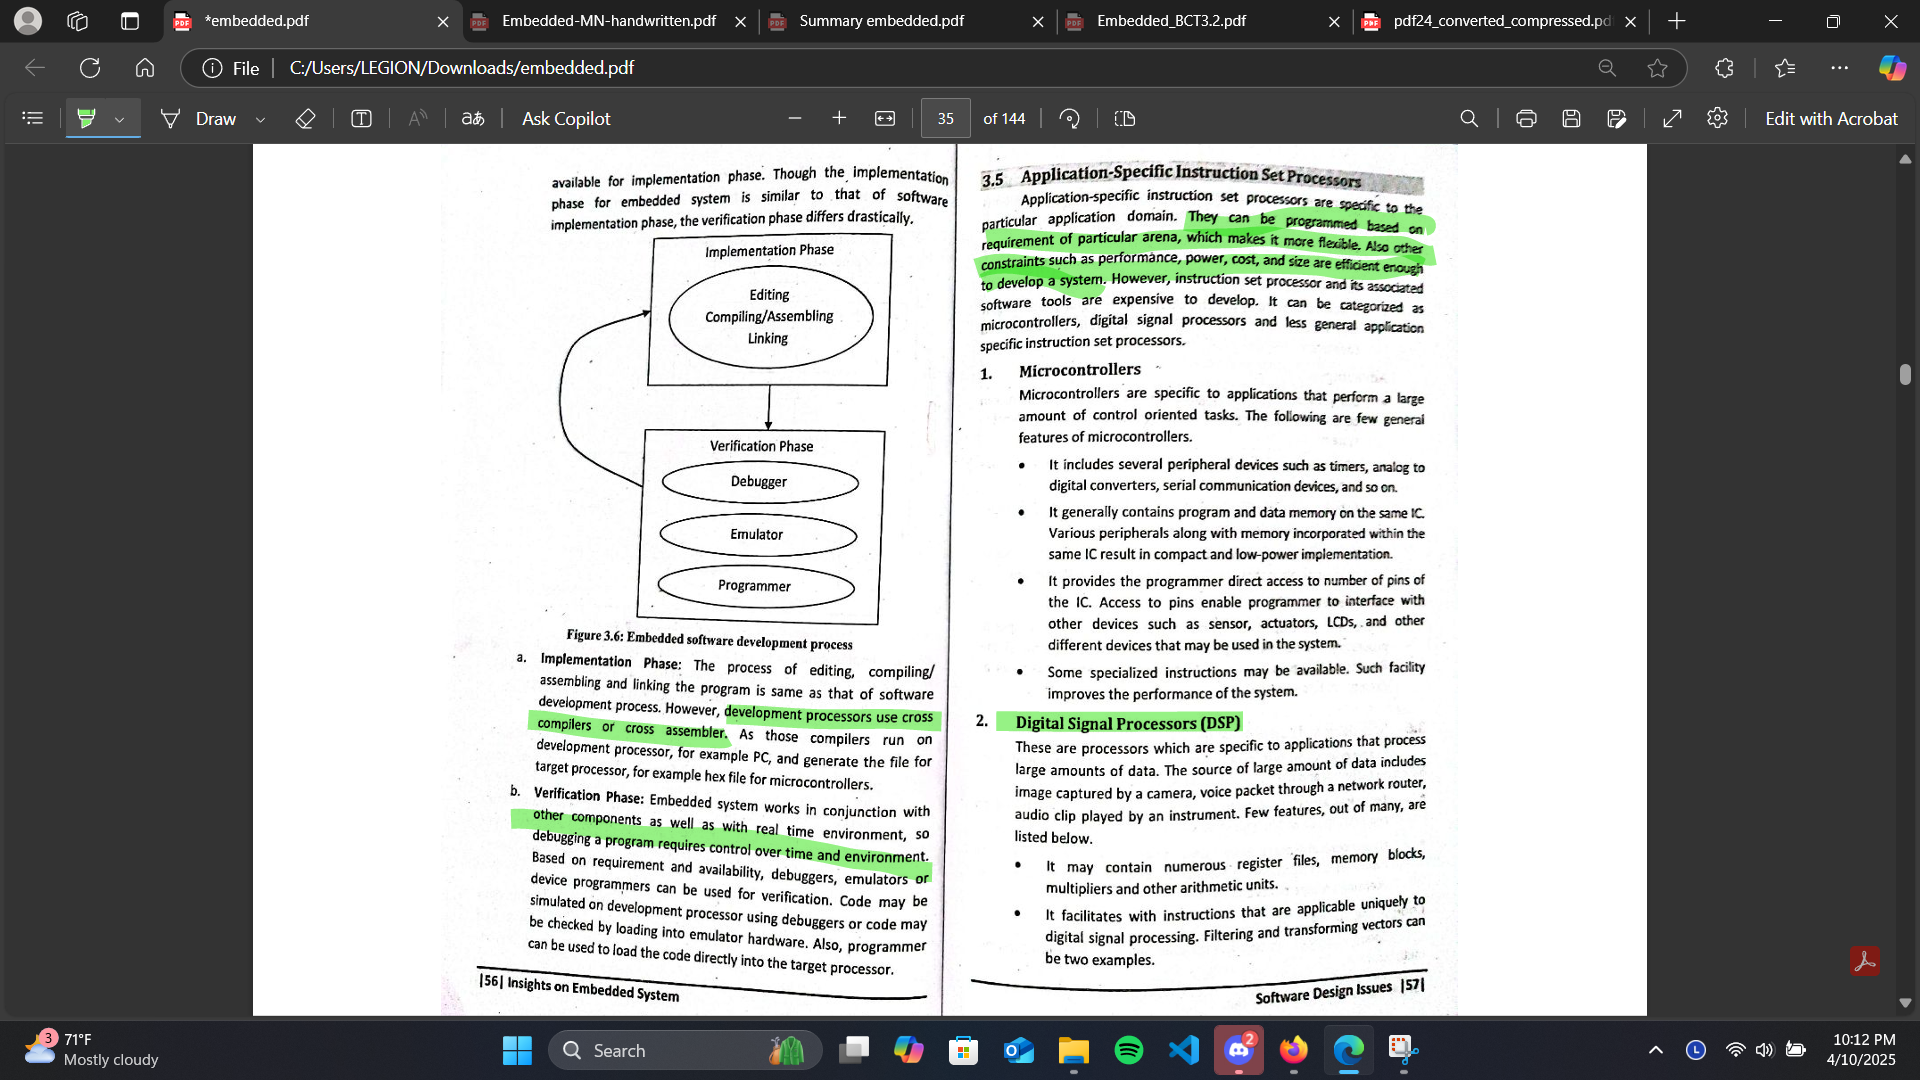 *embedded.pdf
Embedded-MN-handwritten.pdf
Summary embedded.pdf
Embedded_BCT3.2.pdf
pdf24_converted_compressed.pd
File
C:/Users/LEGION/Downloads/embedded.pdf
Draw
aあ
Ask Copilot
35
of 144
Edit with Acrobat
available for implementation phase. Though the implementation
phase for embedded system is similar to that of software
implementation phase, the verification phase differs drastically.
Implementation Phase
Editing
Compiling/Assembling
Linking
Verification Phase
Debugger
Emulator
Programmer
Figure 3.6: Embedded software development process
a. Implementation Phase: The process of editing, compiling/
assembling and linking the program is same as that of software
development process. However, development processors use cross
compilers or cross assembler. As those compilers run on
development processor, for example PC, and generate the file for
target processor, for example hex file for microcontrollers.
b. Verification Phase: Embedded system works in conjunction with
other components as well as with real time environment, so
debugging a program requires control over time and environment.
Based on requirement and availability, debuggers, emulators or
device programmers can be used for verification. Code may be
simulated on development processor using debuggers or code may
be checked by loading into emulator hardware. Also, programmer
can be used to load the code directly into the target processor.
|56| Insights on Embedded System
3.5 Application-Specific Instruction Set Processors
Application-specific instruction set processors are specific to the
particular application domain. They can be programmed based on
requirement of particular arena, which makes it more flexible. Also other
constraints such as performance, power, cost, and size are efficient enough
to develop a system. However, instruction set processor and its associated
software tools are expensive to develop. It can be categorized as
microcontrollers, digital signal processors and less general application
specific instruction set processors.
1. Microcontrollers
Microcontrollers are specific to applications that perform a large
amount of control oriented tasks. The following are few general
features of microcontrollers.
• It includes several peripheral devices such as timers, analog to
digital converters, serial communication devices, and so on.
• It generally contains program and data memory on the same IC.
Various peripherals along with memory incorporated within the
same IC result in compact and low-power implementation.
• It provides the programmer direct access to number of pins of
the IC. Access to pins enable programmer to interface with
other devices such as sensor, actuators, LCDs, and other
different devices that may be used in the system.
• Some specialized instructions may be available. Such facility
improves the performance of the system.
2. Digital Signal Processors (DSP)
These are processors which are specific to applications that process
large amounts of data. The source of large amount of data includes
image captured by a camera, voice packet through a network router,
audio clip played by an instrument. Few features, out of many, are
listed below.
• It may contain numerous register files, memory blocks,
multipliers and other arithmetic units.
• It facilitates with instructions that are applicable uniquely to
digital signal processing. Filtering and transforming vectors can
be two examples.
Software Design Issues |57|
3
71°F
Mostly cloudy
Search
2
L
10:12 PM
4/10/2025